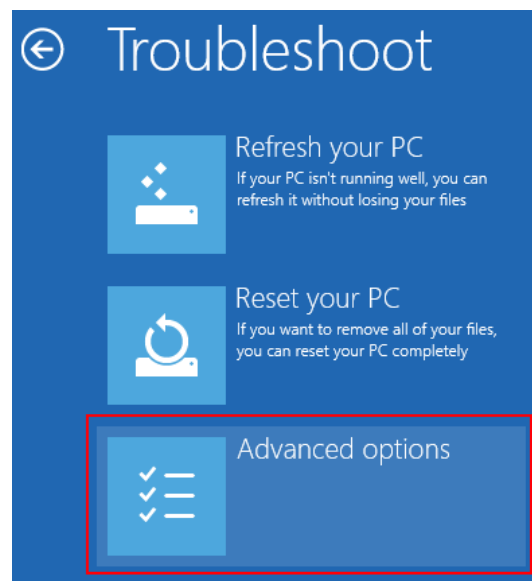 Troubleshoot
Refresh your PC
If your PC isn't running well, you can
refresh it without losing your files
Reset your PC
If you want to remove all of your files,
you can reset your PC completely
Advanced options